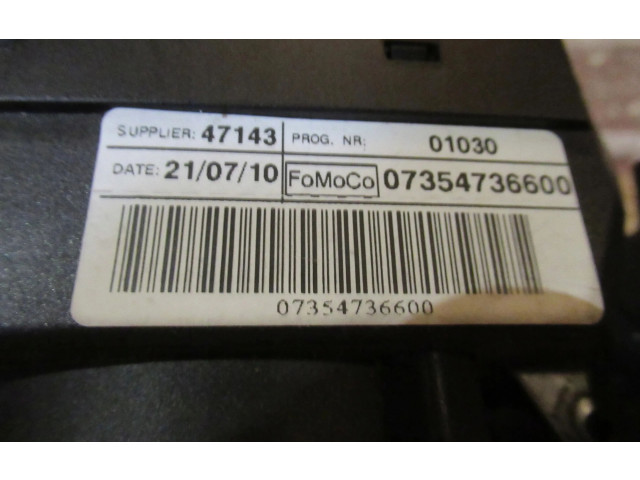 SUPPLIER: 47143 PROG. NR: 01030
DATE: 21/07/10 FoMoCo 07354736600
07354736600